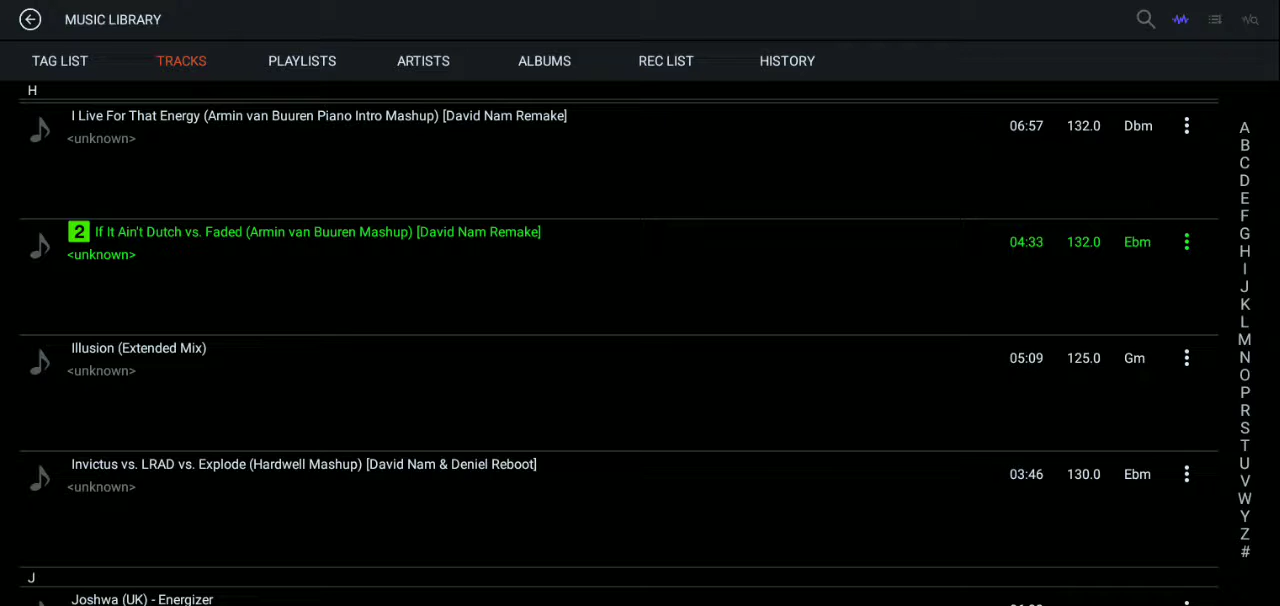 MUSIC LIBRARY
TAG LIST TRACKS PLAYLISTS ARTISTS ALBUMS REC LIST HISTORY
H
I Live For That Energy (Armin van Buuren Piano Intro Mashup) [David Nam Remake]
06:57 132.0 Dbm
<unknown>
2 If It Ain't Dutch vs. Faded (Armin van Buuren Mashup) [David Nam Remake]
04:33 132.0 Ebm
<unknown>
Illusion (Extended Mix)
05:09 125.0 Gm
<unknown>
Invictus vs. LRAD vs. Explode (Hardwell Mashup) [David Nam & Deniel Reboot]
03:46 130.0 Ebm
<unknown>
J
Joshwa (UK) - Energizer
A
B
C
D
E
F
G
H
I
J
K
L
M
N
O
P
R
S
T
U
V
W
Y
Z
#